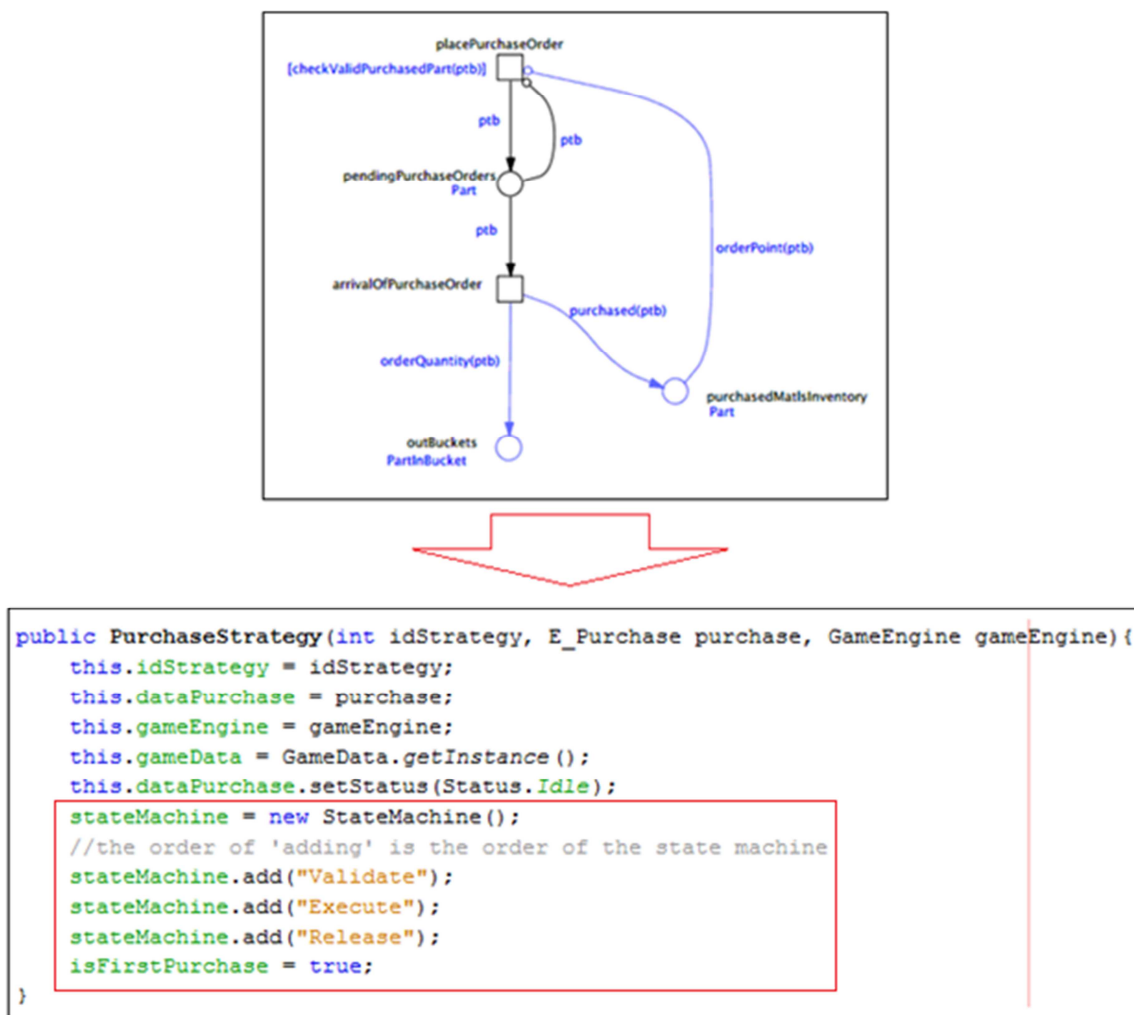 placePurchaseOrder
[checkValidPurchasedPart(ptb)]
ptb
ptb
pendingPurchaseOrders
Part
ptb
orderPoint(ptb)
arrivalOfPurchaseOrder
purchased(ptb)
orderQuantity(ptb)
purchasedMatlsInventory
Part
outBuckets
PartInBucket
public PurchaseStrategy(int idStrategy, E_Purchase purchase, GameEngine gameEngine){
this.idStrategy = idStrategy;
this.dataPurchase = purchase;
this.gameEngine = gameEngine;
this.gameData = GameData.getInstance();
this.dataPurchase.setStatus(Status.Idle);
stateMachine = new StateMachine();
//the order of 'adding' is the order of the state machine
stateMachine.add("Validate");
stateMachine.add("Execute");
stateMachine.add("Release");
isFirstPurchase = true;
}